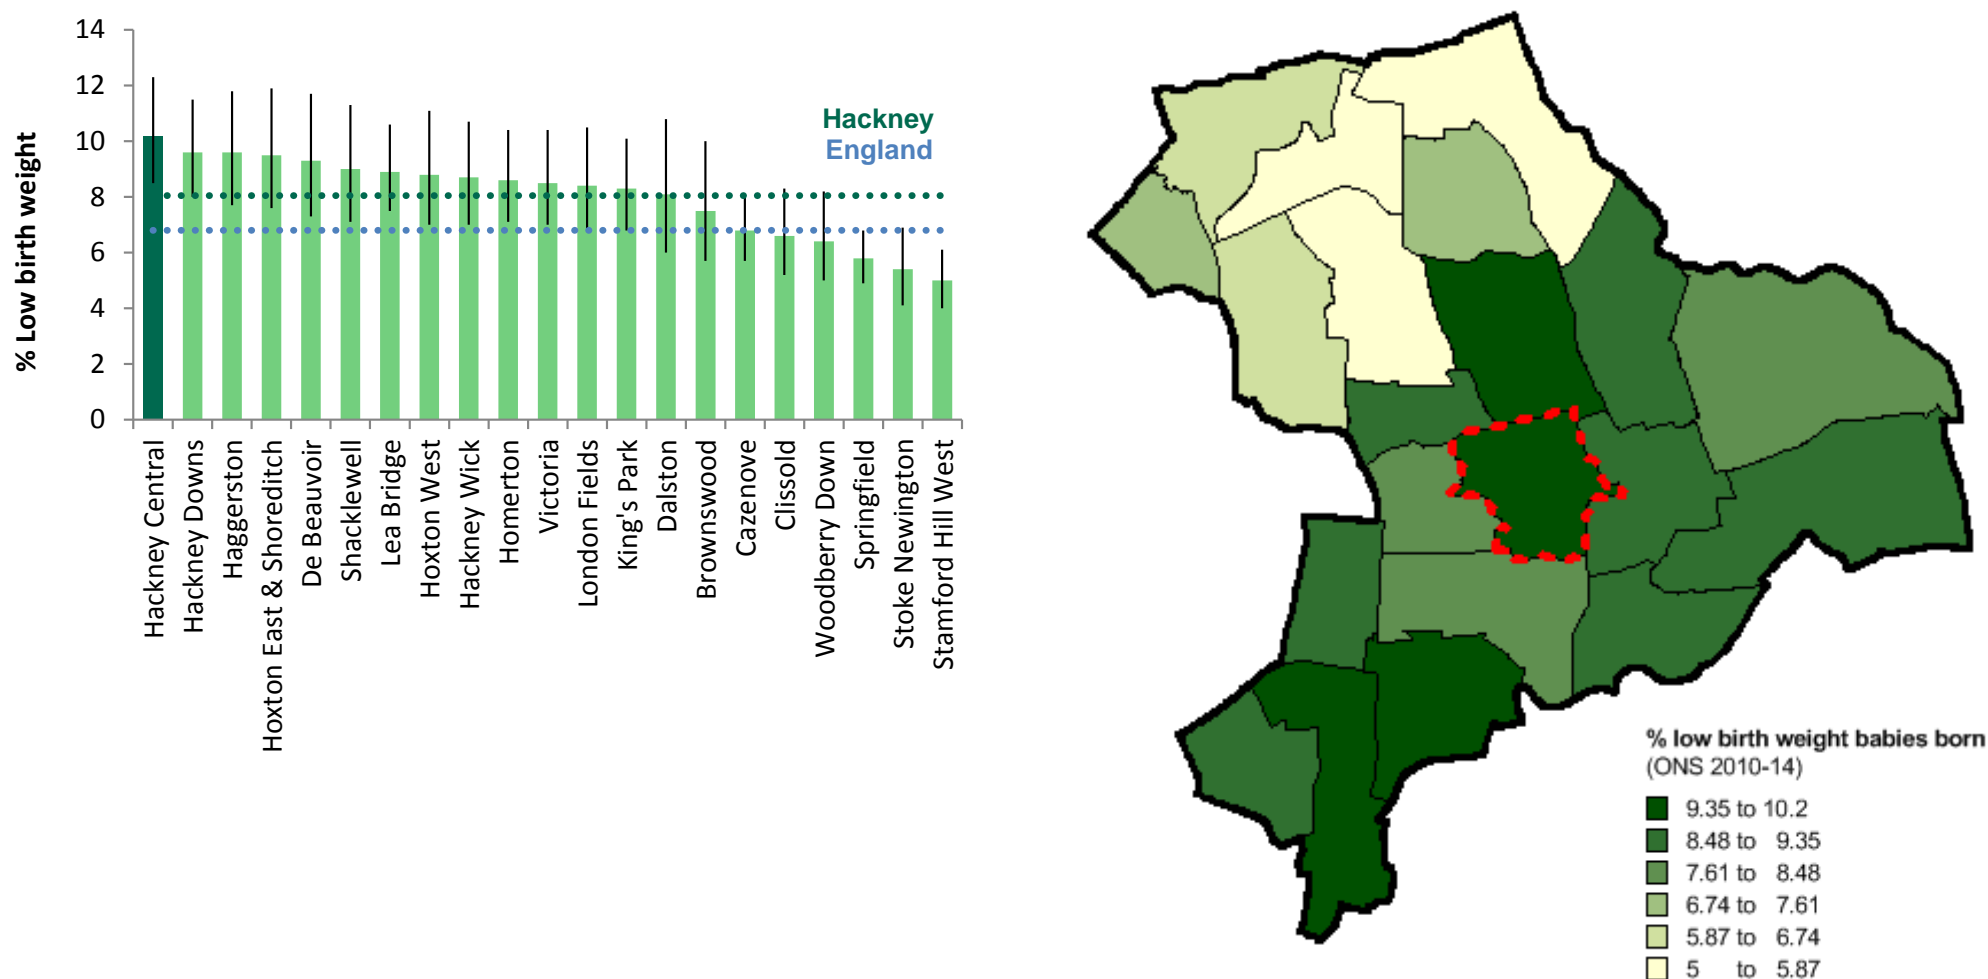 % Low birth weight
14
12
10
8
6
4
2
0
Hackney
England
Hackney Central
Hackney Downs
Haggerston
Hoxton East & Shoreditch
De Beauvoir
Shacklewell
Lea Bridge
Hoxton West
Hackney Wick
Homerton
Victoria
London Fields
King's Park
Dalston
Brownswood
Cazenove
Clissold
Woodberry Down
Springfield
Stoke Newington
Stamford Hill West
% low birth weight babies born
(ONS 2010-14)
9.35 to 10.2
8.48 to 9.35
7.61 to 8.48
6.74 to 7.61
5.87 to 6.74
5 to 5.87